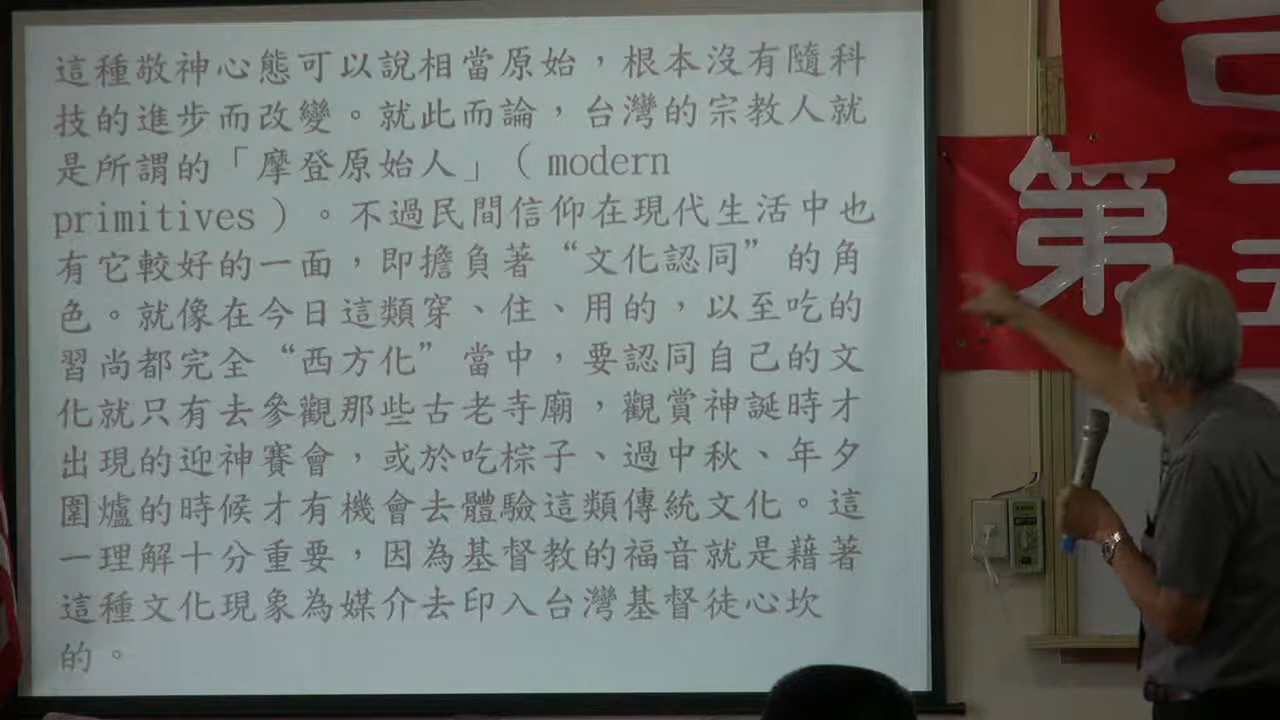 這種敬神心態可以說相當原始，根本沒有隨科
技的進步而改變。就此而論，台灣的宗教人就
是所謂的「摩登原始人」（modern
primitives）。不過民間信仰在現代生活中也
有它較好的一面，即擔負著“文化認同”的角
色。就像在今日這類穿、住、用的，以至吃的
習尚都完全“西方化”當中，要認同自己的文
化就只有去參觀那些古老寺廟，觀賞神誕時才
出現的迎神賽會，或於吃棕子、過中秋、年夕
圍爐的時候才有機會去體驗這類傳統文化。這
一理解十分重要，因為基督教的福音就是藉著
這種文化現象為媒介去印入台灣基督徒心坎
的。
第